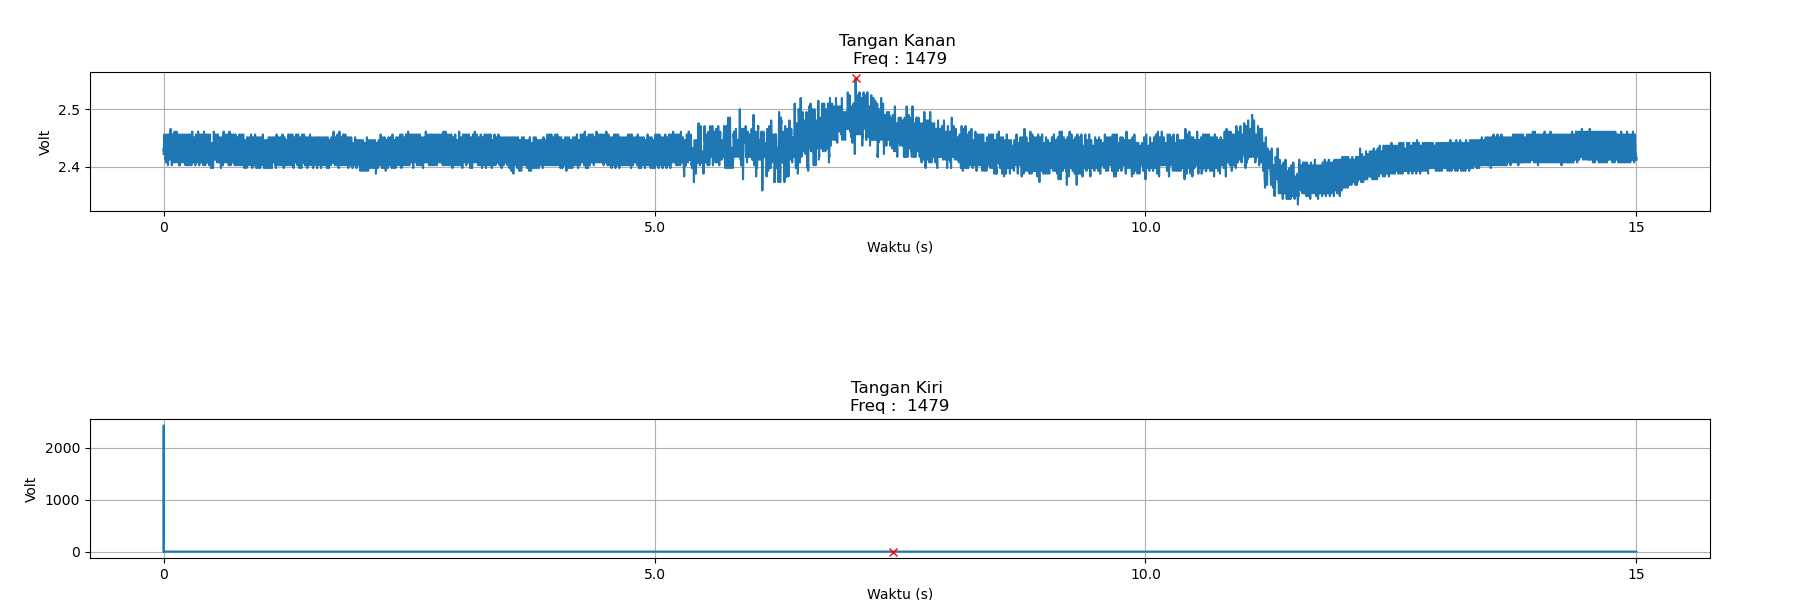 Tangan Kanan
Freq : 1479
Volt
2.5
2.4
0
5.0
10.0
15
Waktu (s)
Tangan Kiri
Freq :  1479
Volt
2000
1000
0
0
5.0
10.0
15
Waktu (s)